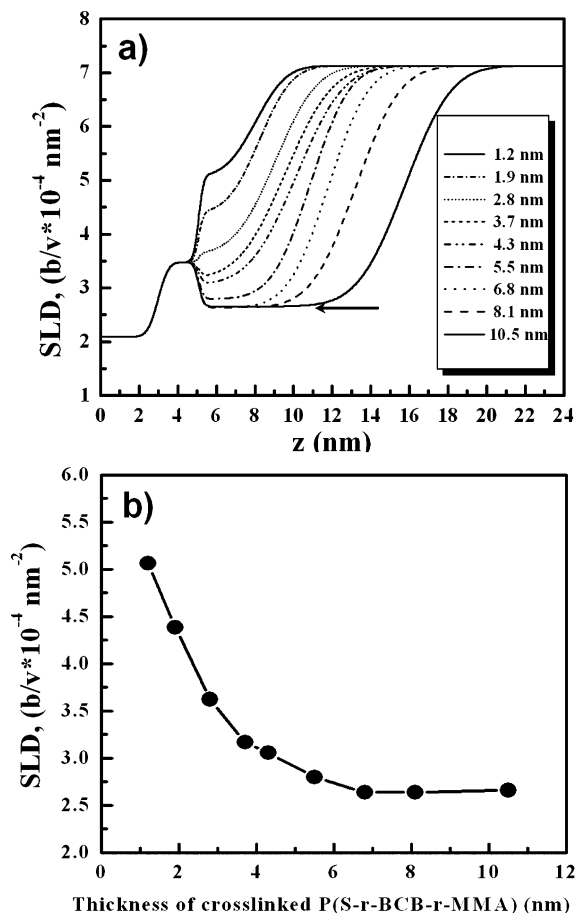 a)
8
7
6
5
4
3
2
1
SLD, (b/v*10⁻⁴ nm⁻²)
1.2 nm
1.9 nm
2.8 nm
3.7 nm
4.3 nm
5.5 nm
6.8 nm
8.1 nm
10.5 nm
0 2 4 6 8 10 12 14 16 18 20 22 24
z (nm)
b)
6.0
5.5
5.0
4.5
4.0
3.5
3.0
2.5
2.0
SLD, (b/v*10⁻⁴ nm⁻²)
0 2 4 6 8 10 12
Thickness of crosslinked P(S-r-BCB-r-MMA) (nm)